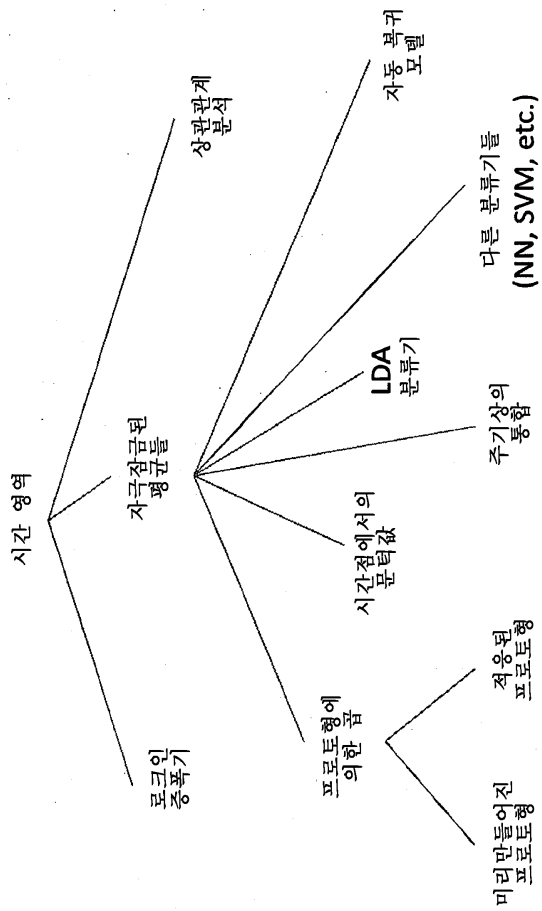 시간 영역
로크인
증폭기
자극잠금된
평균들
상관관계
분석
프로토형에
의한 곱
시간점에서의
문턱값
주기상의
통합
LDA
분류기
다른 분류기들
(NN, SVM, etc.)
자동 복귀
모델
미리만들어진
프로토형
적응된
프로토형